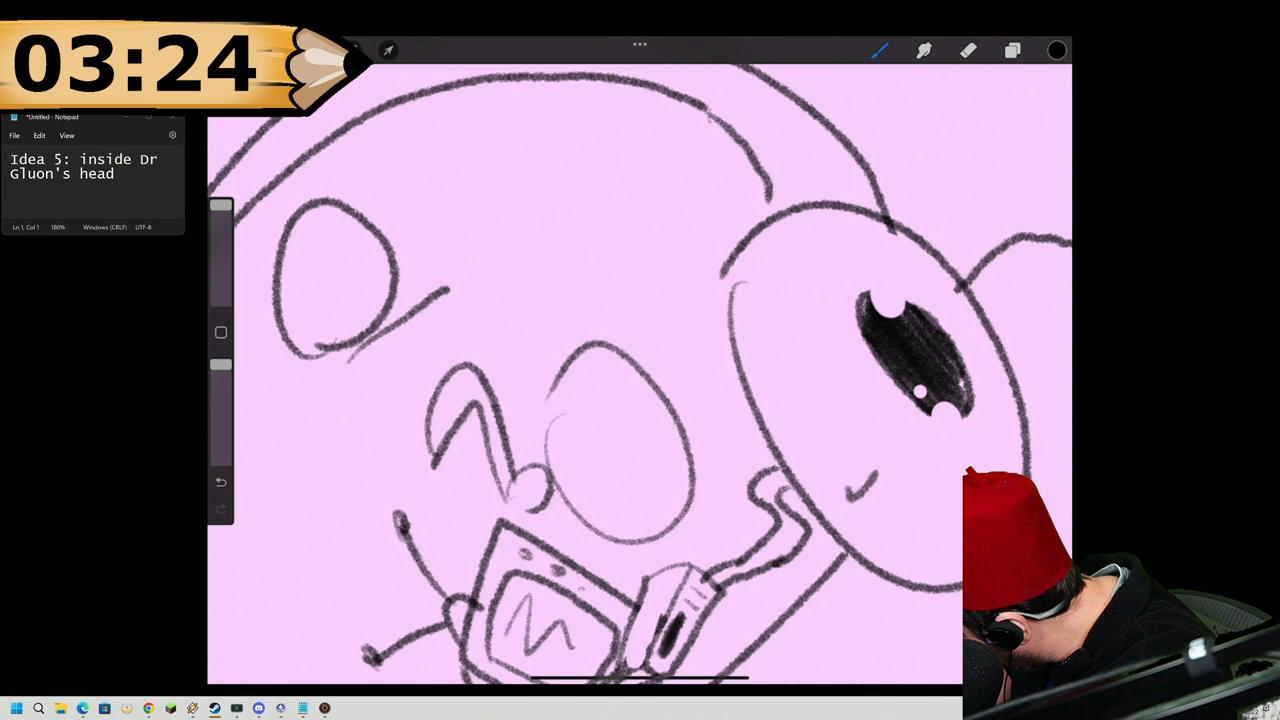 03:24
*Untitled - Notepad
File Edit View
Idea 5: inside Dr
Gluon's head
Ln 1, Col 1 180% Windows (CRLF) UTF-8